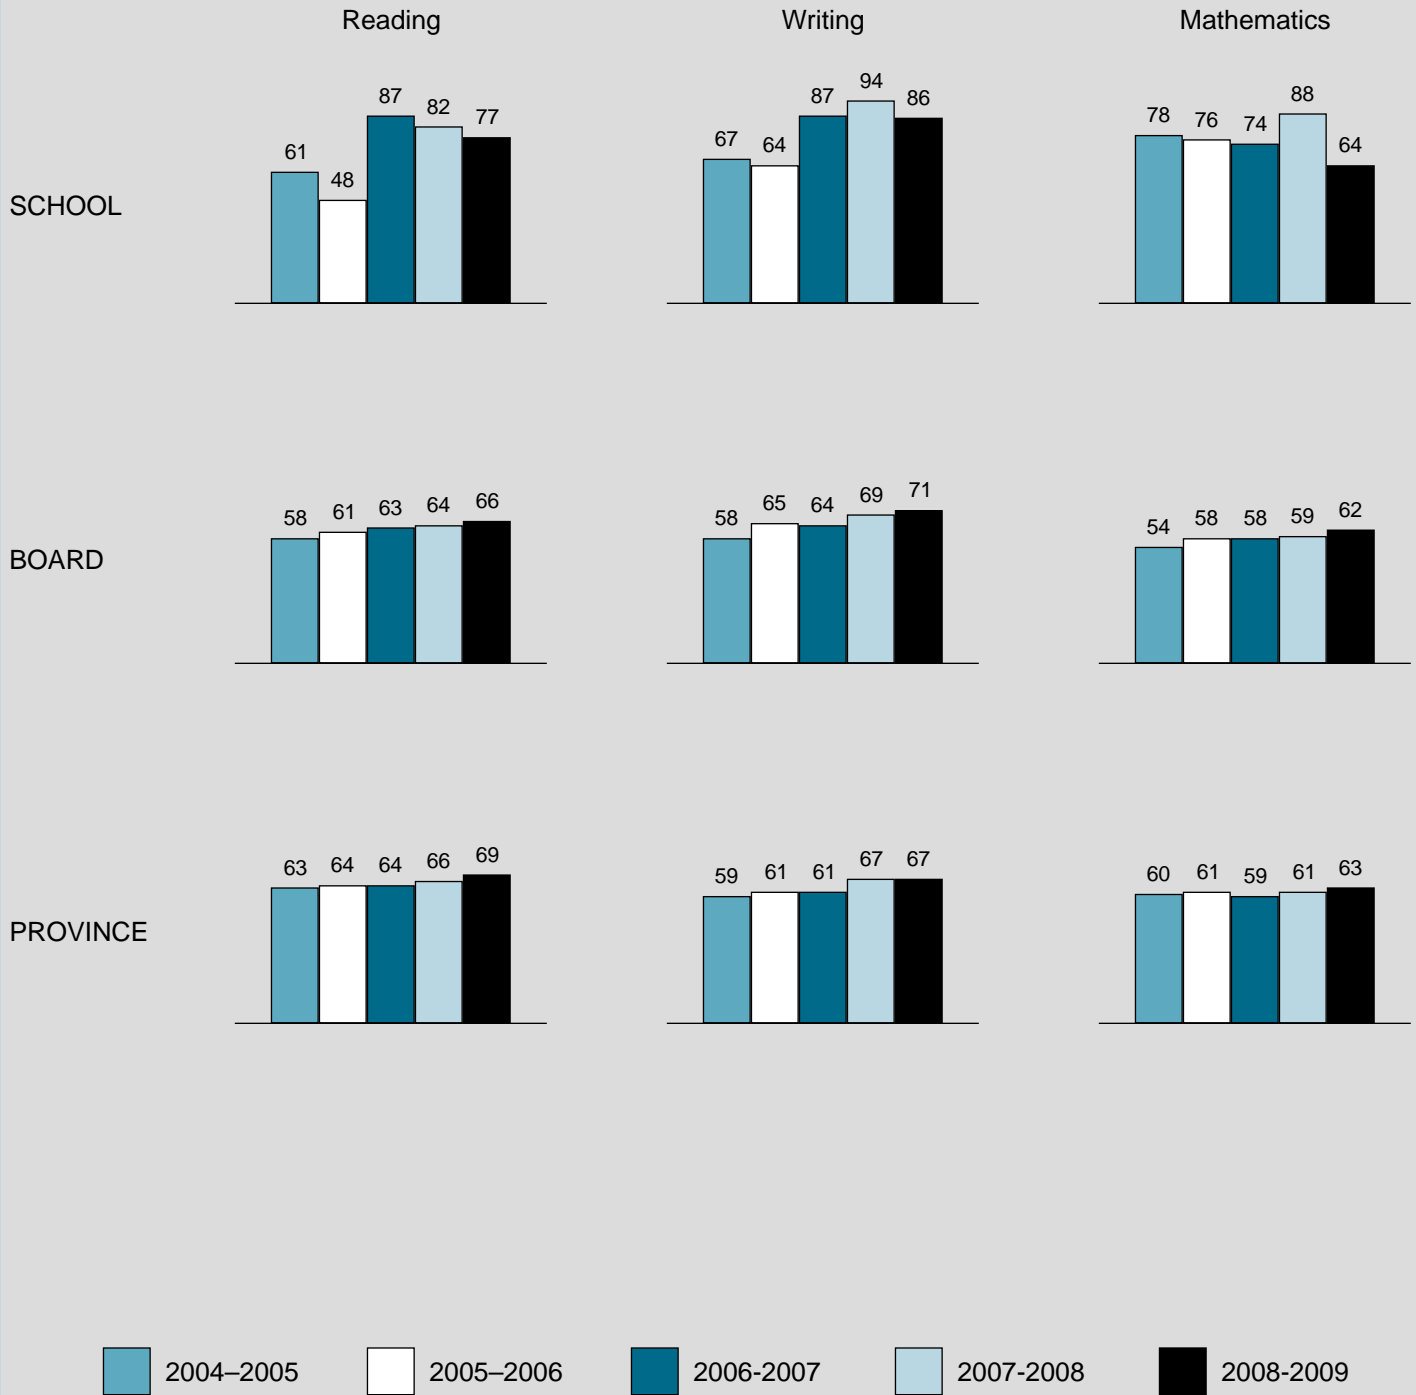 Reading Writing Mathematics
SCHOOL
61 48 87 82 77
67 64 87 94 86
78 76 74 88 64
BOARD
58 61 63 64 66
58 65 64 69 71
54 58 58 59 62
PROVINCE
63 64 64 66 69
59 61 61 67 67
60 61 59 61 63
2004–2005 2005–2006 2006-2007 2007-2008 2008-2009